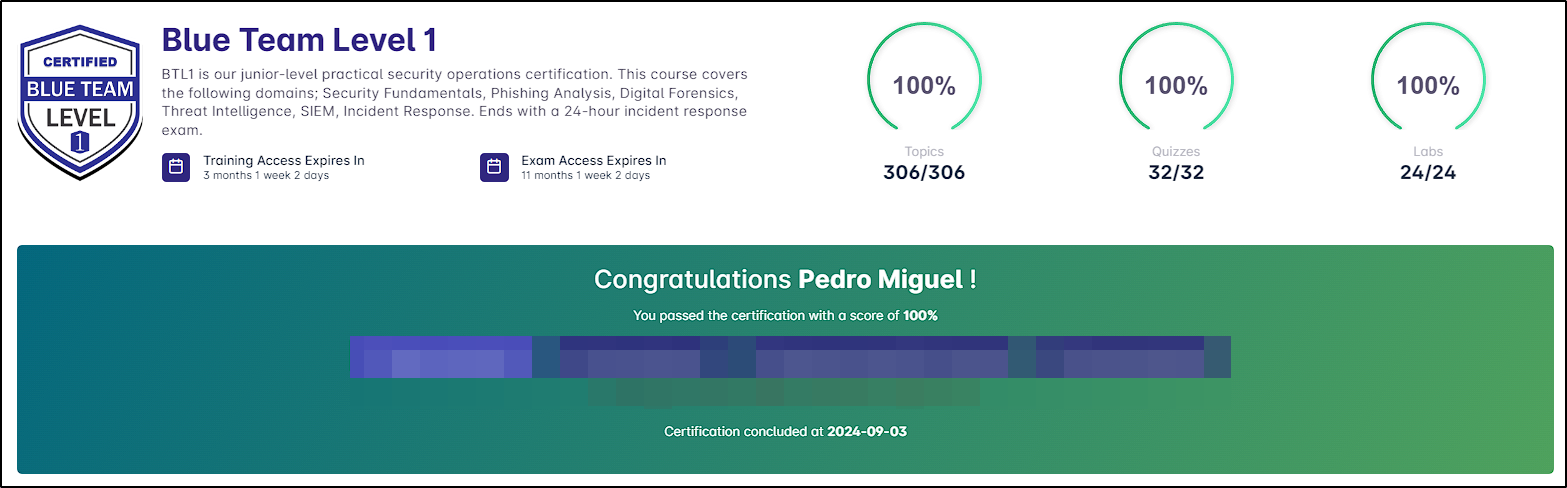 CERTIFIED
BLUE TEAM
LEVEL
1
Blue Team Level 1
BTL1 is our junior-level practical security operations certification. This course covers
the following domains; Security Fundamentals, Phishing Analysis, Digital Forensics,
Threat Intelligence, SIEM, Incident Response. Ends with a 24-hour incident response
exam.
Training Access Expires In
3 months 1 week 2 days
Exam Access Expires In
11 months 1 week 2 days
100%
Topics
306/306
100%
Quizzes
32/32
100%
Labs
24/24
Congratulations Pedro Miguel !
You passed the certification with a score of 100%
Certification concluded at 2024-09-03